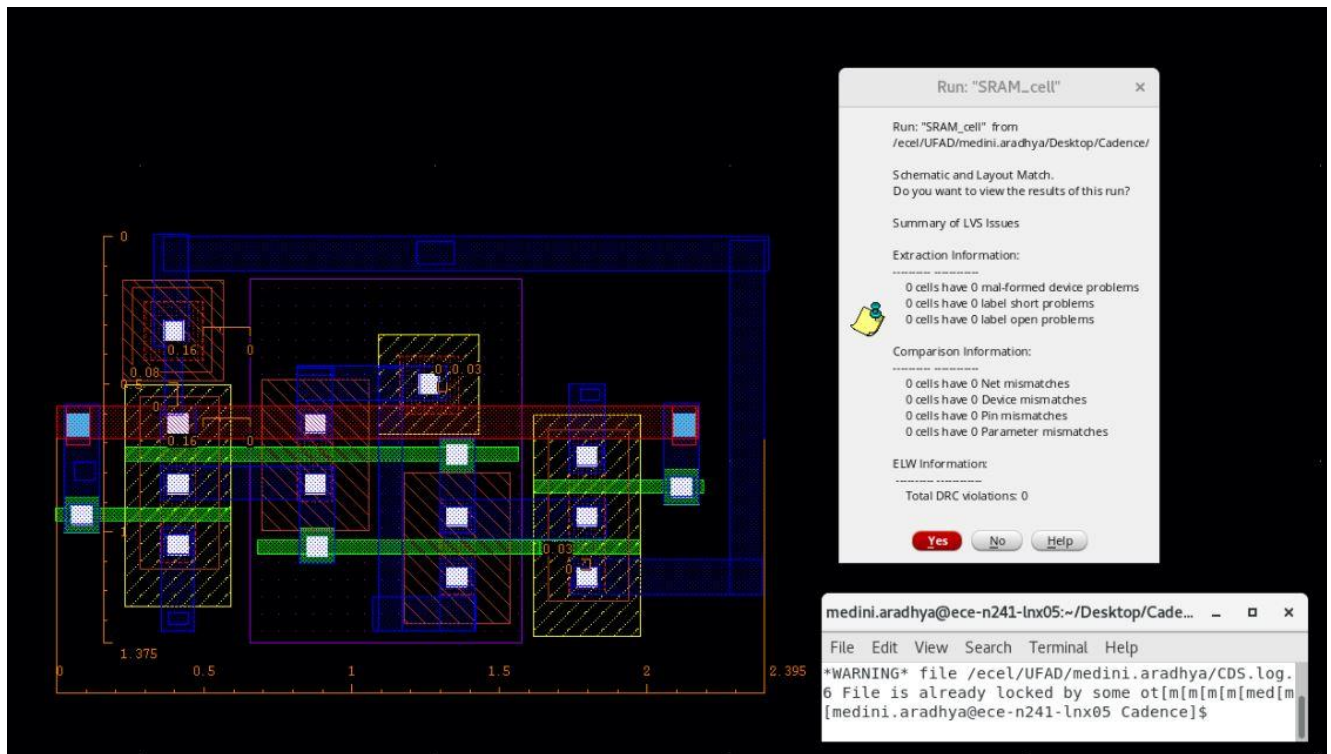 0
0.16
0
0.08
0.5
0
0.03
0.16
0
1
0.03
0
1.375
0
0.5
1
1.5
2
2.395
Run: "SRAM_cell"
Run: "SRAM_cell" from
/ecel/UFAD/medini.aradhya/Desktop/Cadence/
Schematic and Layout Match.
Do you want to view the results of this run?
Summary of LVS Issues
Extraction Information:
0 cells have 0 mal-formed device problems
0 cells have 0 label short problems
0 cells have 0 label open problems
Comparison Information:
0 cells have 0 Net mismatches
0 cells have 0 Device mismatches
0 cells have 0 Pin mismatches
0 cells have 0 Parameter mismatches
ELW Information:
Total DRC violations: 0
Yes No Help
medini.aradhya@ece-n241-lnx05:~/Desktop/Cade...
File Edit View Search Terminal Help
*WARNING* file /ecel/UFAD/medini.aradhya/CDS.log.
6 File is already locked by some ot[m[m[m[m[med[m
[medini.aradhya@ece-n241-lnx05 Cadence]$